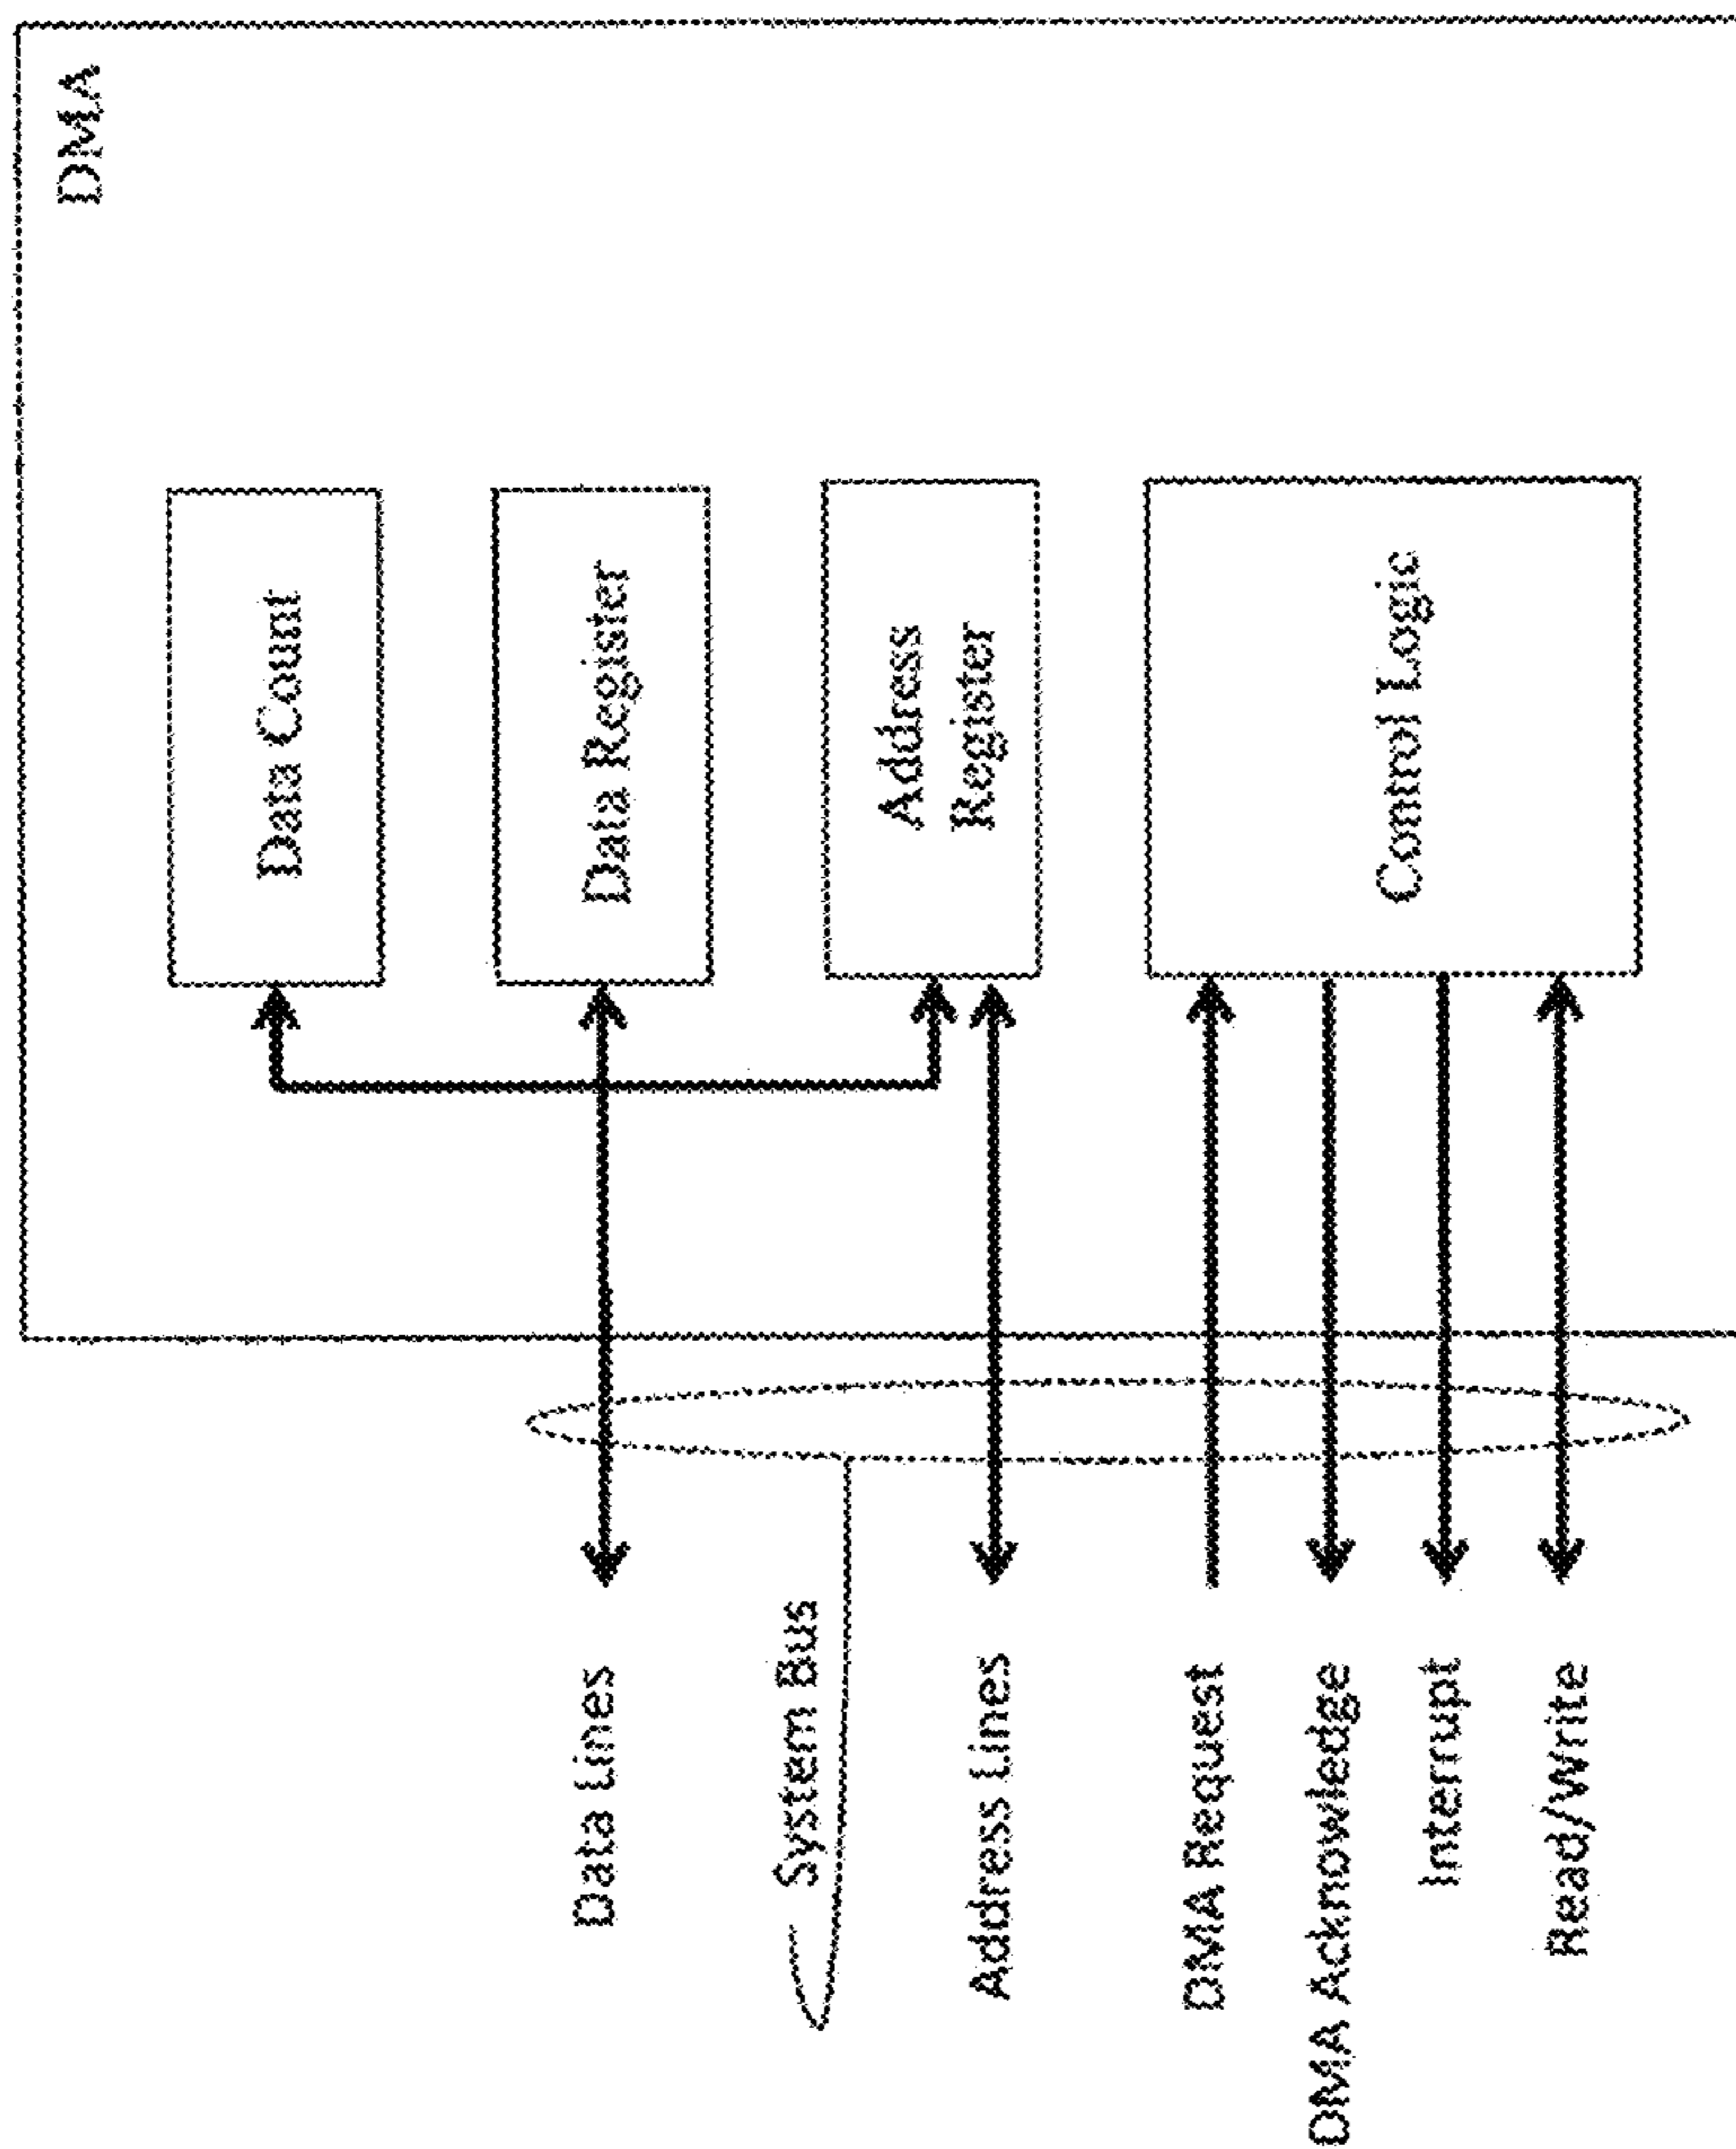 DMA
Data Count
Data Register
Address
Register
Control Logic
Data Lines
System Bus
Address Lines
DMA Request
DMA Acknowledge
Interrupt
Read/Write